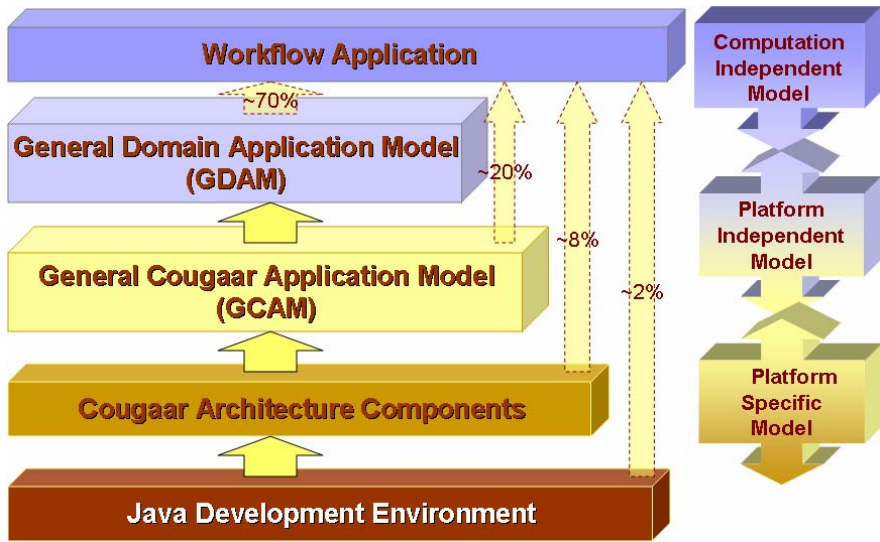 Workflow Application
~70%
General Domain Application Model
(GDAM)
~20%
General Cougaar Application Model
(GCAM)
~8%
~2%
Cougaar Architecture Components
Java Development Environment
Computation
Independent
Model
Platform
Independent
Model
Platform
Specific
Model